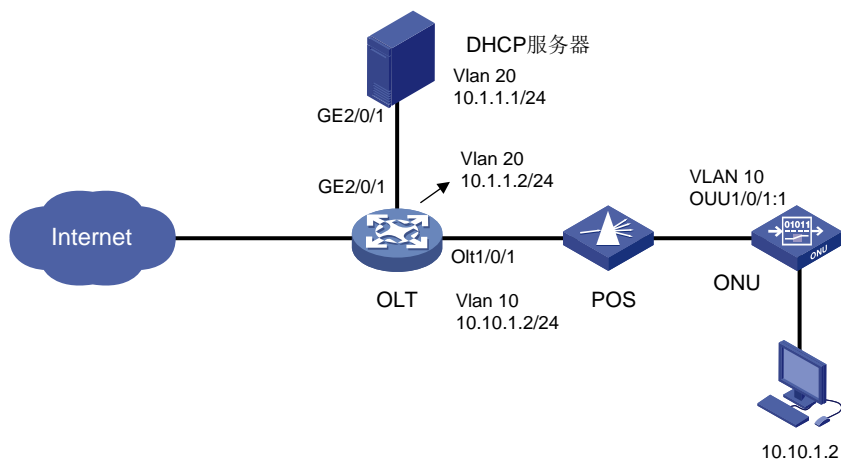 DHCP服务器
Vlan 20
10.1.1.1/24
GE2/0/1
Vlan 20
10.1.1.2/24
GE2/0/1
VLAN 10
OUU1/0/1:1
Internet
01011
ONU
Olt1/0/1
OLT
POS
ONU
Vlan 10
10.10.1.2/24
10.10.1.2